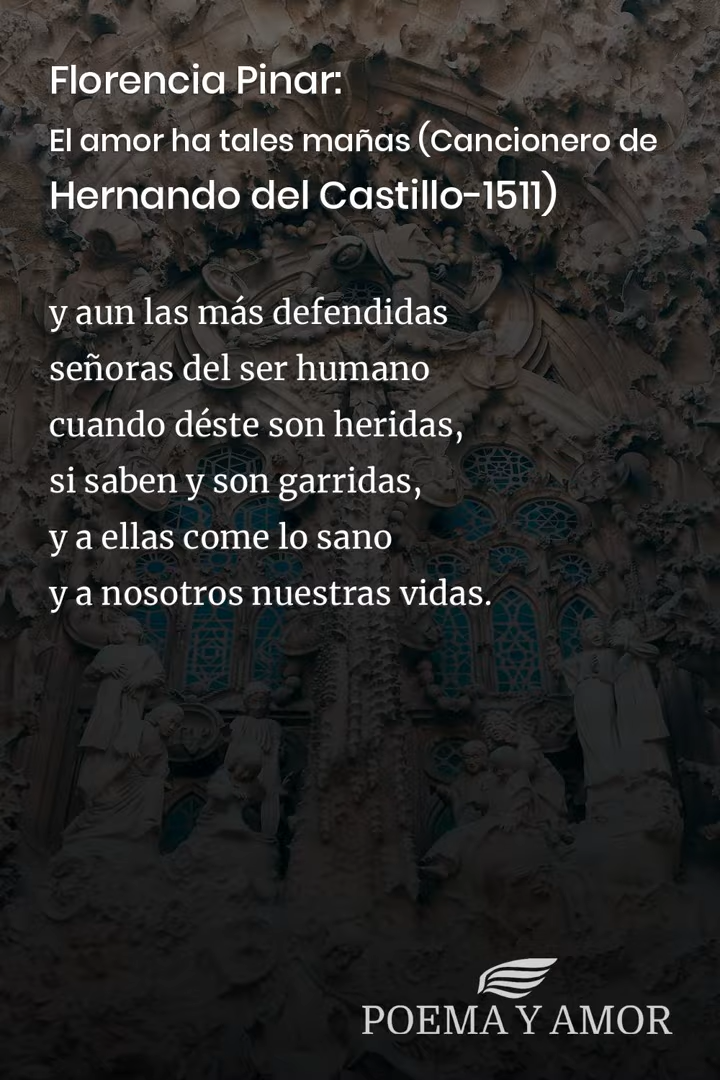 Florencia Pinar:
El amor ha tales mañas (Cancionero de
Hernando del Castillo-1511)
y aun las más defendidas
señoras del ser humano
cuando déste son heridas,
si saben y son garridas,
y a ellas come lo sano
y a nosotros nuestras vidas.
POEMA Y AMOR